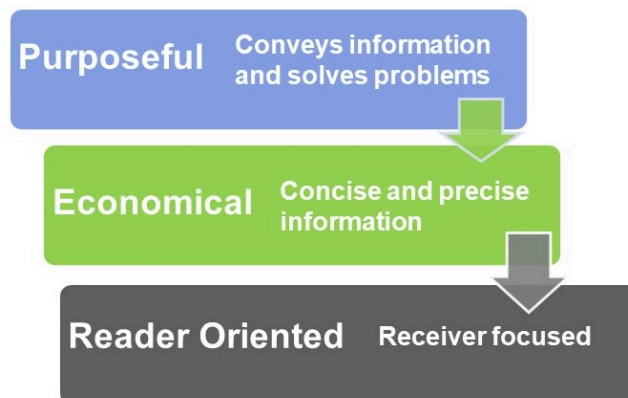 Purposeful
Conveys information
and solves problems
Economical
Concise and precise
information
Reader Oriented
Receiver focused